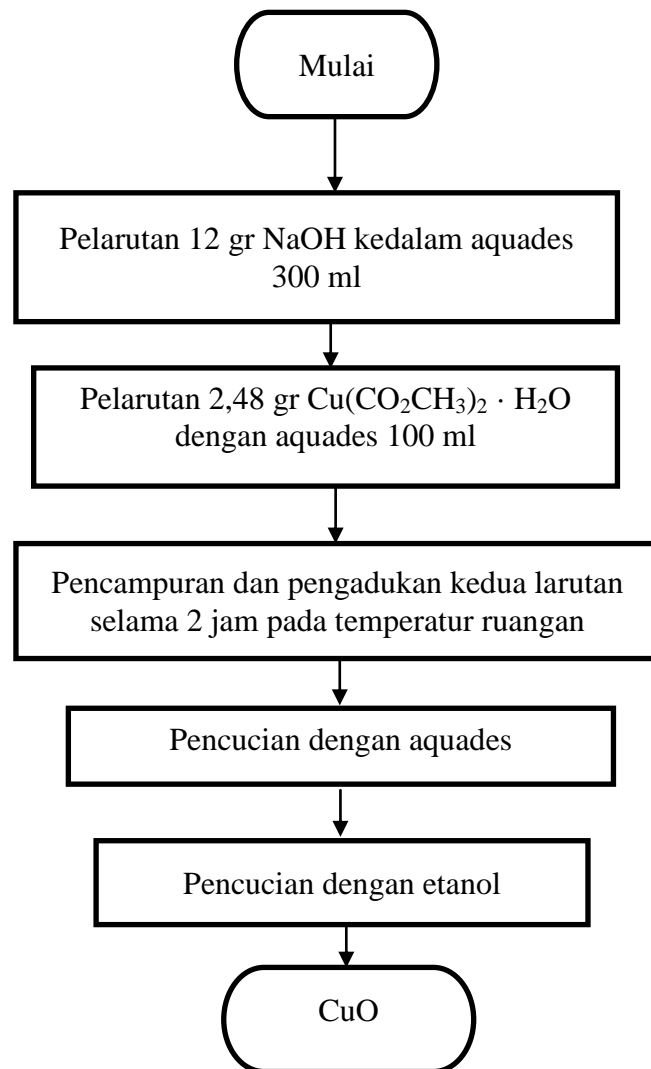 Mulai
Pelarutan 12 gr NaOH kedalam aquades
300 ml
Pelarutan 2,48 gr Cu(CO₂CH₃)₂ · H₂O
dengan aquades 100 ml
Pencampuran dan pengadukan kedua larutan
selama 2 jam pada temperatur ruangan
Pencucian dengan aquades
Pencucian dengan etanol
CuO